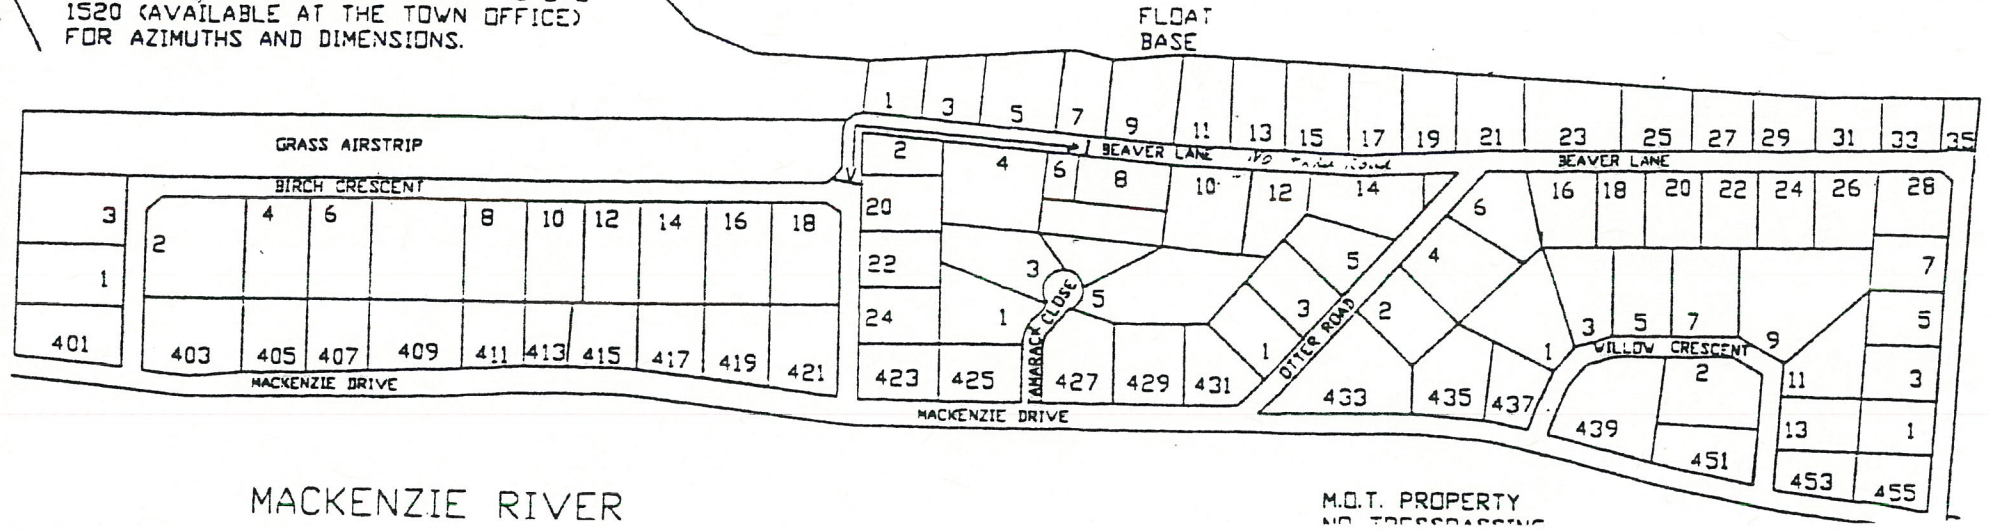 1520 (AVAILABLE AT THE TOWN OFFICE)
FOR AZIMUTHS AND DIMENSIONS.
FLOAT
BASE
1 3 5 7 9 11 13 15 17 19 21 23 25 27 29 31 33 35
GRASS AIRSTRIP
BEAVER LANE NO Road
BEAVER LANE
BIRCH CRESCENT
3
1
401
2 4 6 8 10 12 14 16 18
403 405 407 409 411 413 415 417 419 421
MACKENZIE DRIVE
2 4 6 8 10 12 14
20
22
24
3
1
5
TAMARACK CLOSE
423 425 427 429 431
MACKENZIE DRIVE
5
3
1
OTTER ROAD
6
4
2
433 435 437
16 18 20 22 24 26 28
7
5
3
1
1 3 5 7 9
WILLOW CRESCENT
2
11
13
439
451
453 455
MACKENZIE RIVER
M.O.T. PROPERTY
NO TRESSPASSING